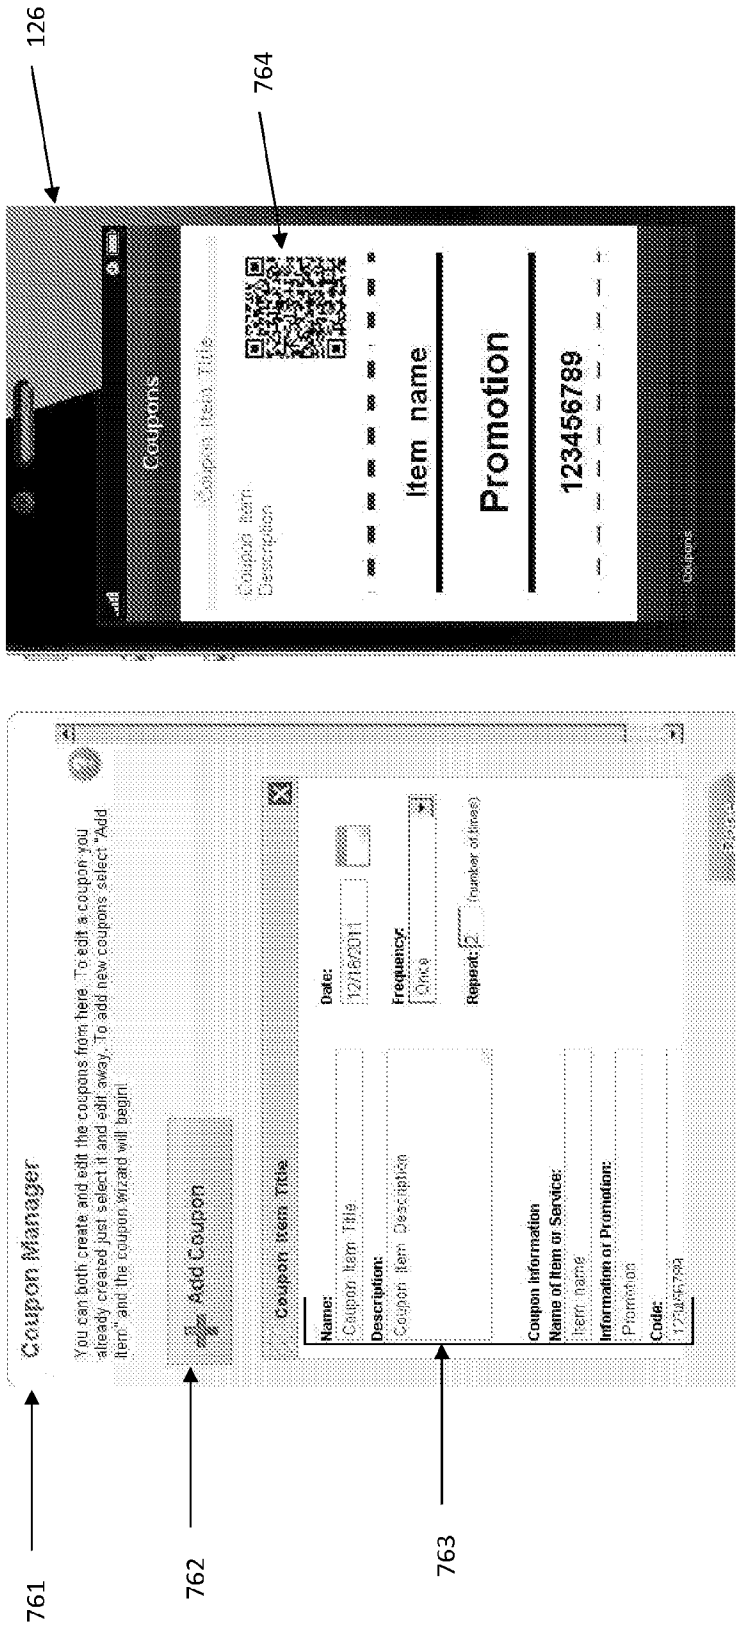 761
Coupon Manager
You can both create and edit the coupons from here. To edit a coupon you
already created just select it and edit away. To add new coupons select "Add
Item" and the coupon wizard will begin!
762
Add Coupon
Coupon Item Title
763
Name:
Coupon Item Title
Description:
Coupon Item Description
Coupon Information
Name of Item or Service:
Item name
Information or Promotion:
Promotion
Code:
123456789
Date:
12/16/2011
Frequency:
Once
Repeat: 2 (number of times)
126
Coupons
Coupon Item Title
764
Coupon Item
Description
Item name
Promotion
123456789
Coupons